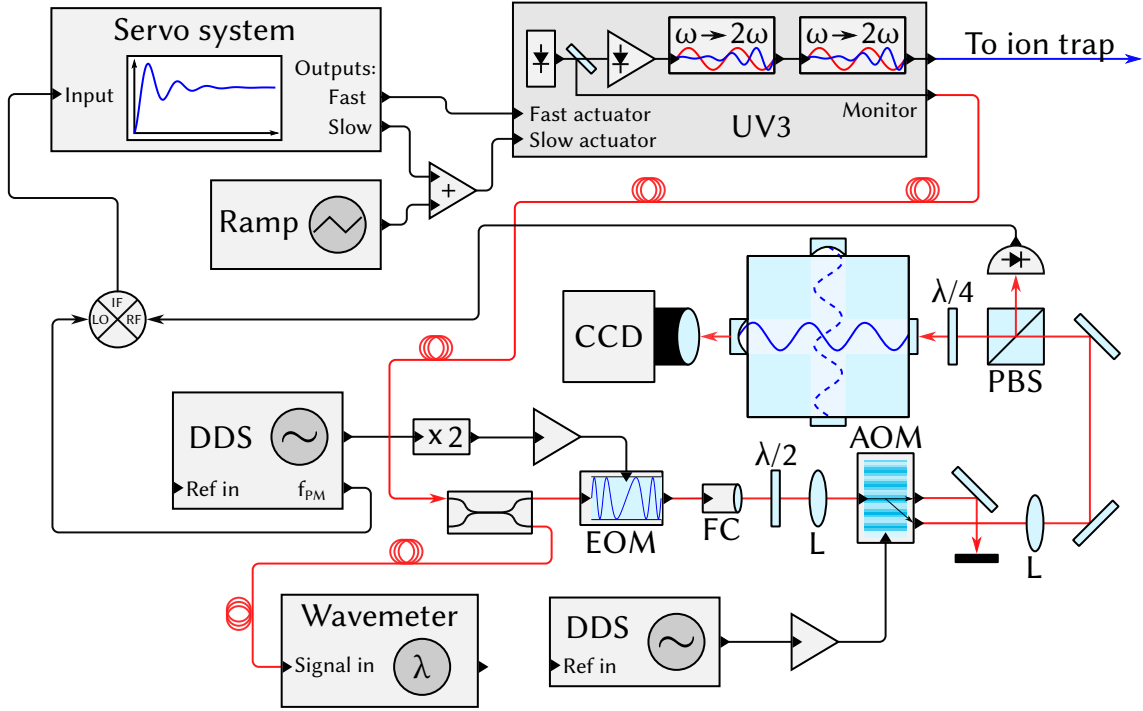 Servo system
Outputs:
Input
Fast
Slow
ω → 2ω
ω → 2ω
To ion trap
Fast actuator
Slow actuator
Monitor
UV3
+
Ramp
IF
LO
RF
CCD
λ/4
PBS
DDS
x 2
Ref in
fPM
EOM
FC
λ/2
L
AOM
L
Wavemeter
Signal in
λ
DDS
Ref in